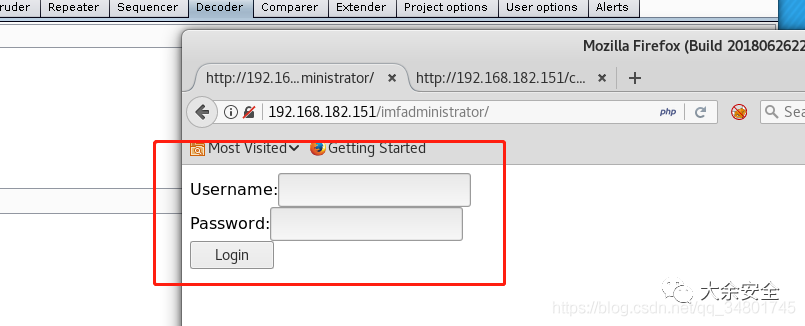 ruder Repeater Sequencer Decoder Comparer Extender Project options User options Alerts
Mozilla Firefox (Build 2018062622
http://192.16...ministrator/ × http://192.168.182.151/c... × +
192.168.182.151/imfadministrator/ php Sea
Most Visited Getting Started
Username:
Password:
Login
大余安全
https://blog.csdn.net/qq_34801745